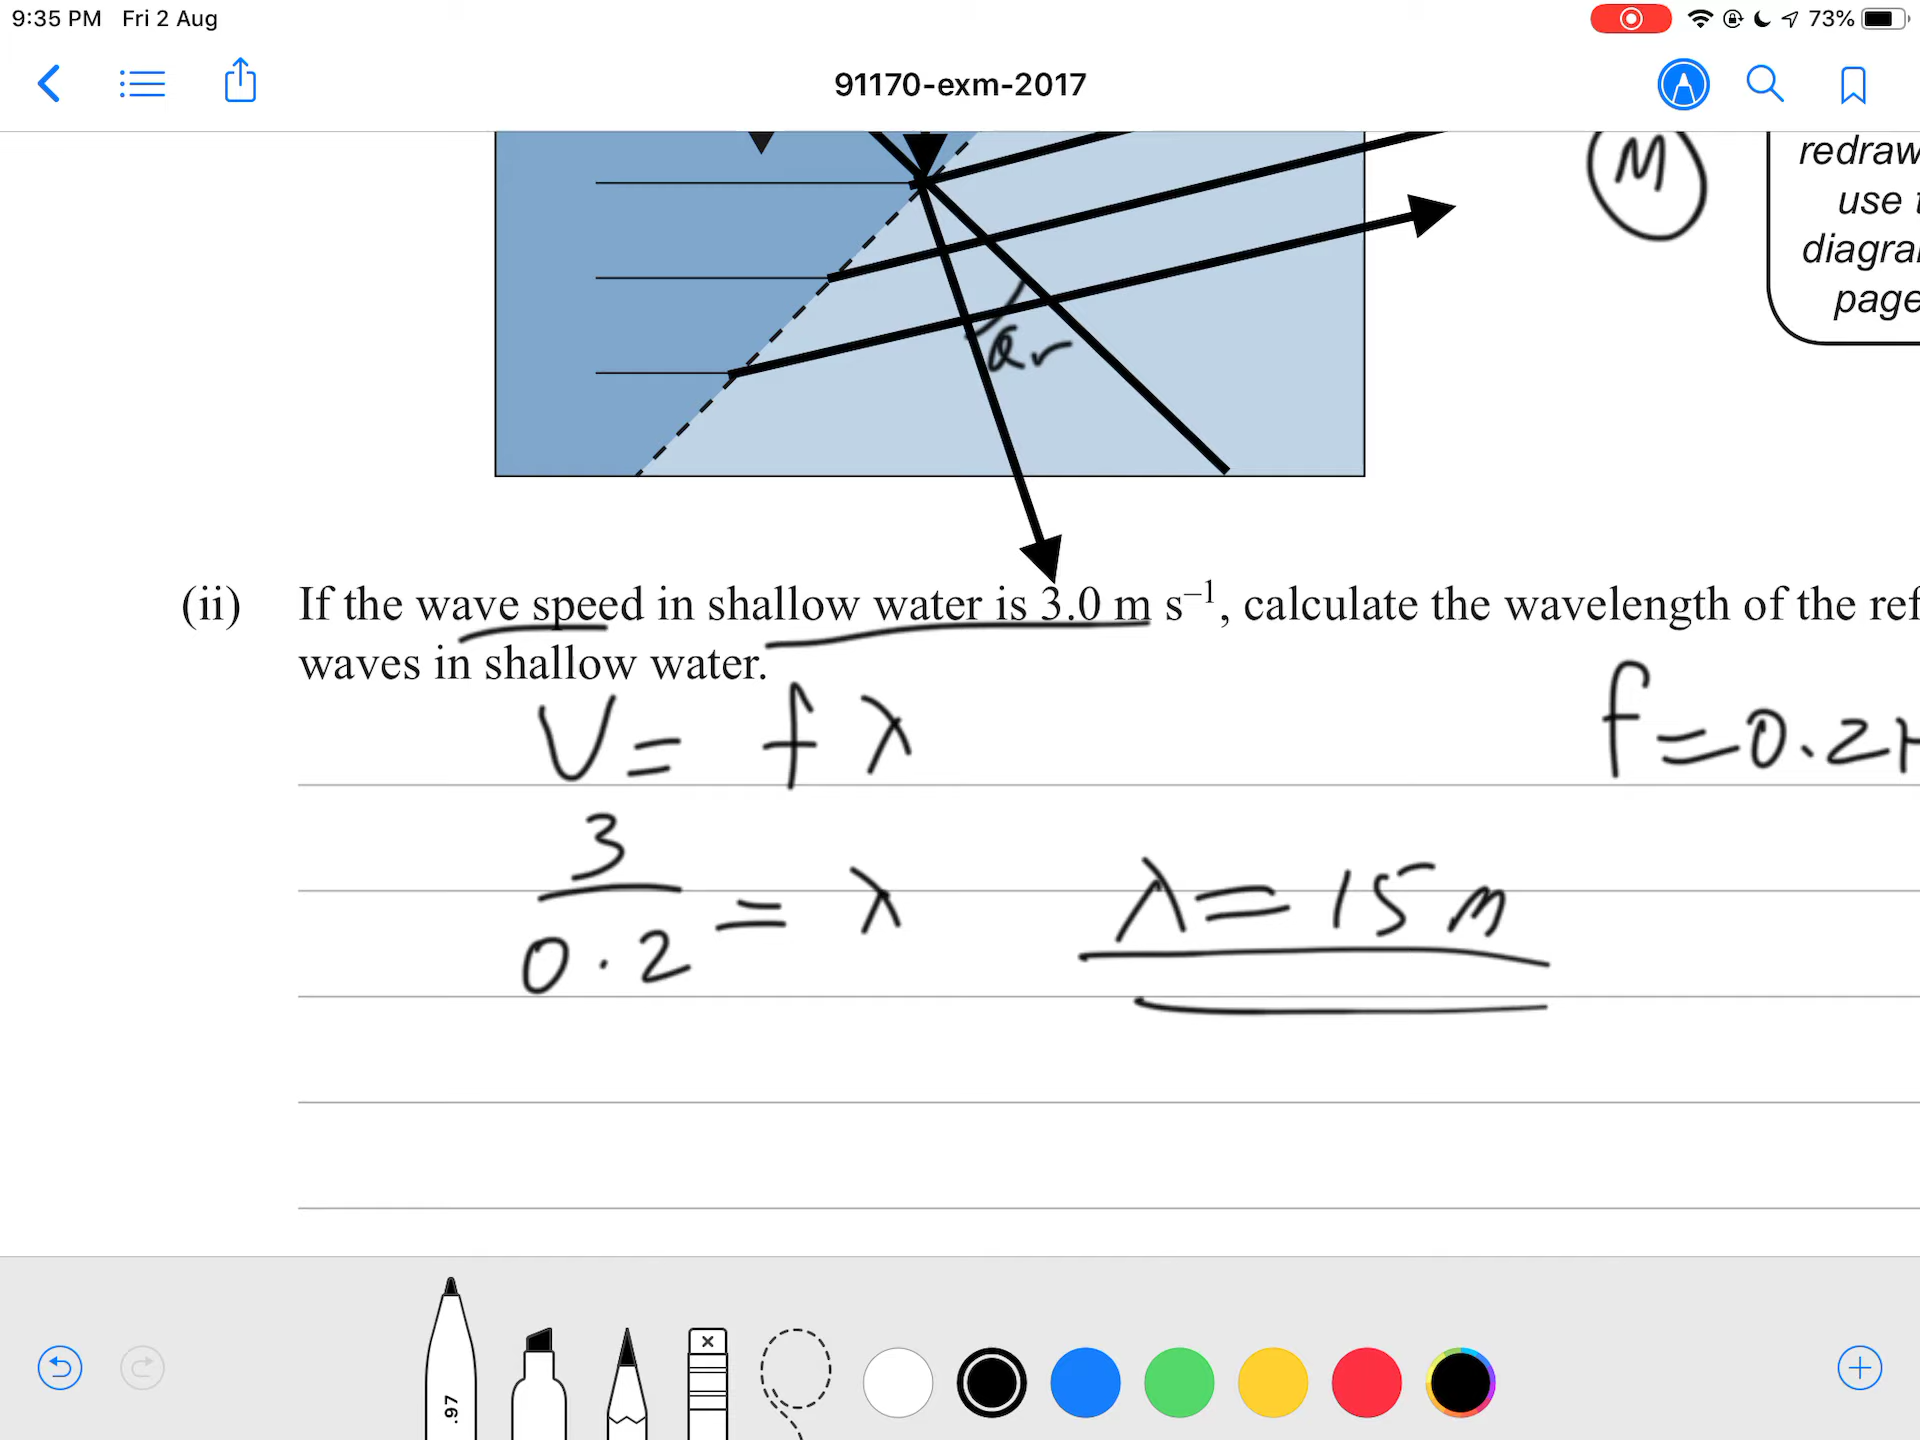 9:35 PM Fri 2 Aug 73%
91170-exm-2017
M
redraw
use t
diagra
page
θr
(ii) If the wave speed in shallow water is 3.0 m s⁻¹, calculate the wavelength of the ref
waves in shallow water.
V = f λ
f = 0.2H
3/0.2 = λ
λ = 15 m
.97